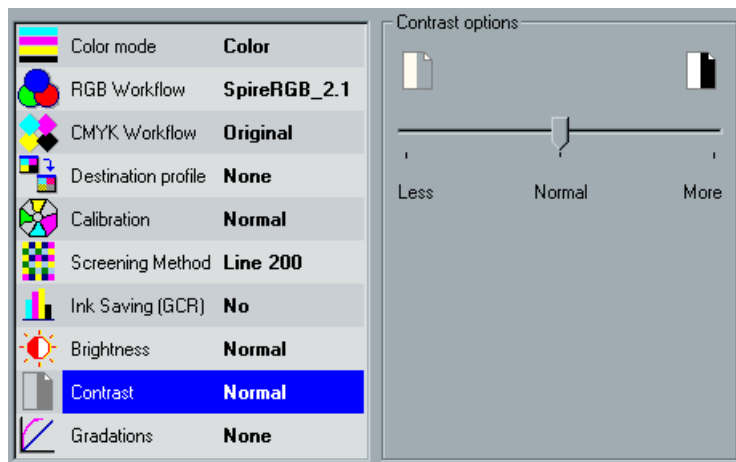 Color mode Color
RGB Workflow SpireRGB_2.1
CMYK Workflow Original
Destination profile None
Calibration Normal
Screening Method Line 200
Ink Saving (GCR) No
Brightness Normal
Contrast Normal
Gradations None
Contrast options
Less Normal More